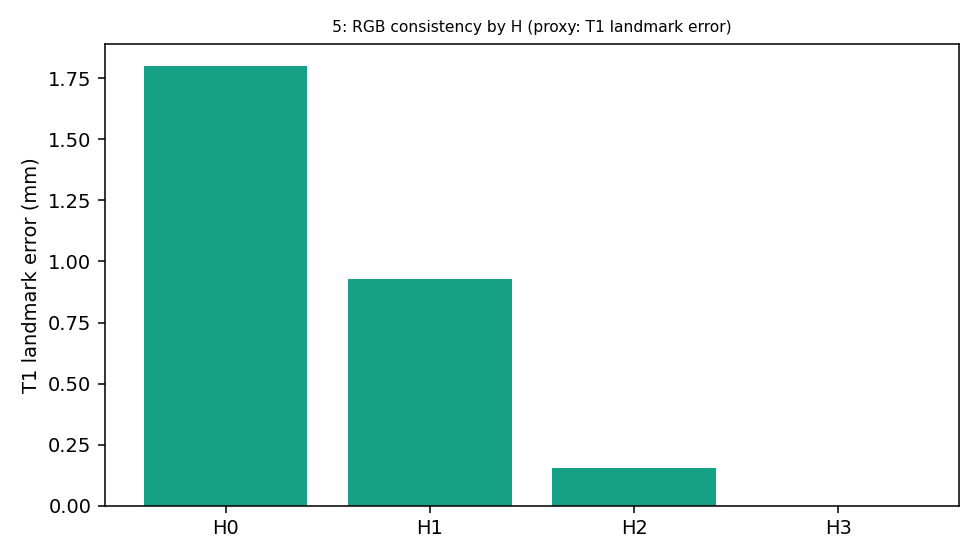 5: RGB consistency by H (proxy: T1 landmark error)
T1 landmark error (mm)
1.75
1.50
1.25
1.00
0.75
0.50
0.25
0.00
H0 H1 H2 H3